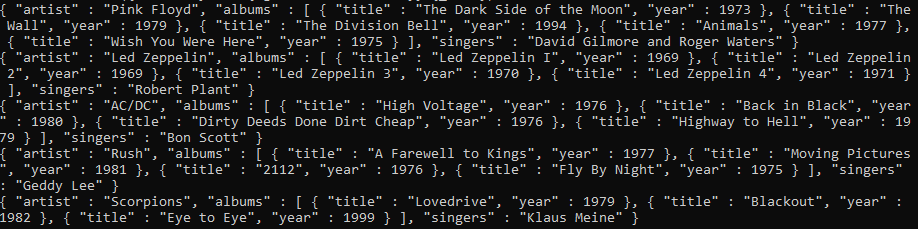 { "artist" : "Pink Floyd", "albums" : [ { "title" : "The Dark Side of the Moon", "year" : 1973 }, { "title" : "The
 Wall", "year" : 1979 }, { "title" : "The Division Bell", "year" : 1994 }, { "title" : "Animals", "year" : 1977 },
{ "title" : "Wish You Were Here", "year" : 1975 } ], "singers" : "David Gilmore and Roger Waters" }
{ "artist" : "Led Zeppelin", "albums" : [ { "title" : "Led Zeppelin I", "year" : 1969 }, { "title" : "Led Zeppelin
2", "year" : 1969 }, { "title" : "Led Zeppelin 3", "year" : 1970 }, { "title" : "Led Zeppelin 4", "year" : 1971 }
 ], "singers" : "Robert Plant" }
{ "artist" : "AC/DC", "albums" : [ { "title" : "High Voltage", "year" : 1976 }, { "title" : "Back in Black", "year
" : 1980 }, { "title" : "Dirty Deeds Done Dirt Cheap", "year" : 1976 }, { "title" : "Highway to Hell", "year" : 19
79 } ], "singers" : "Bon Scott" }
{ "artist" : "Rush", "albums" : [ { "title" : "A Farewell to Kings", "year" : 1977 }, { "title" : "Moving Pictures
", "year" : 1981 }, { "title" : "2112", "year" : 1976 }, { "title" : "Fly By Night", "year" : 1975 } ], "singers"
: "Geddy Lee" }
{ "artist" : "Scorpions", "albums" : [ { "title" : "Lovedrive", "year" : 1979 }, { "title" : "Blackout", "year" :
1982 }, { "title" : "Eye to Eye", "year" : 1999 } ], "singers" : "Klaus Meine" }